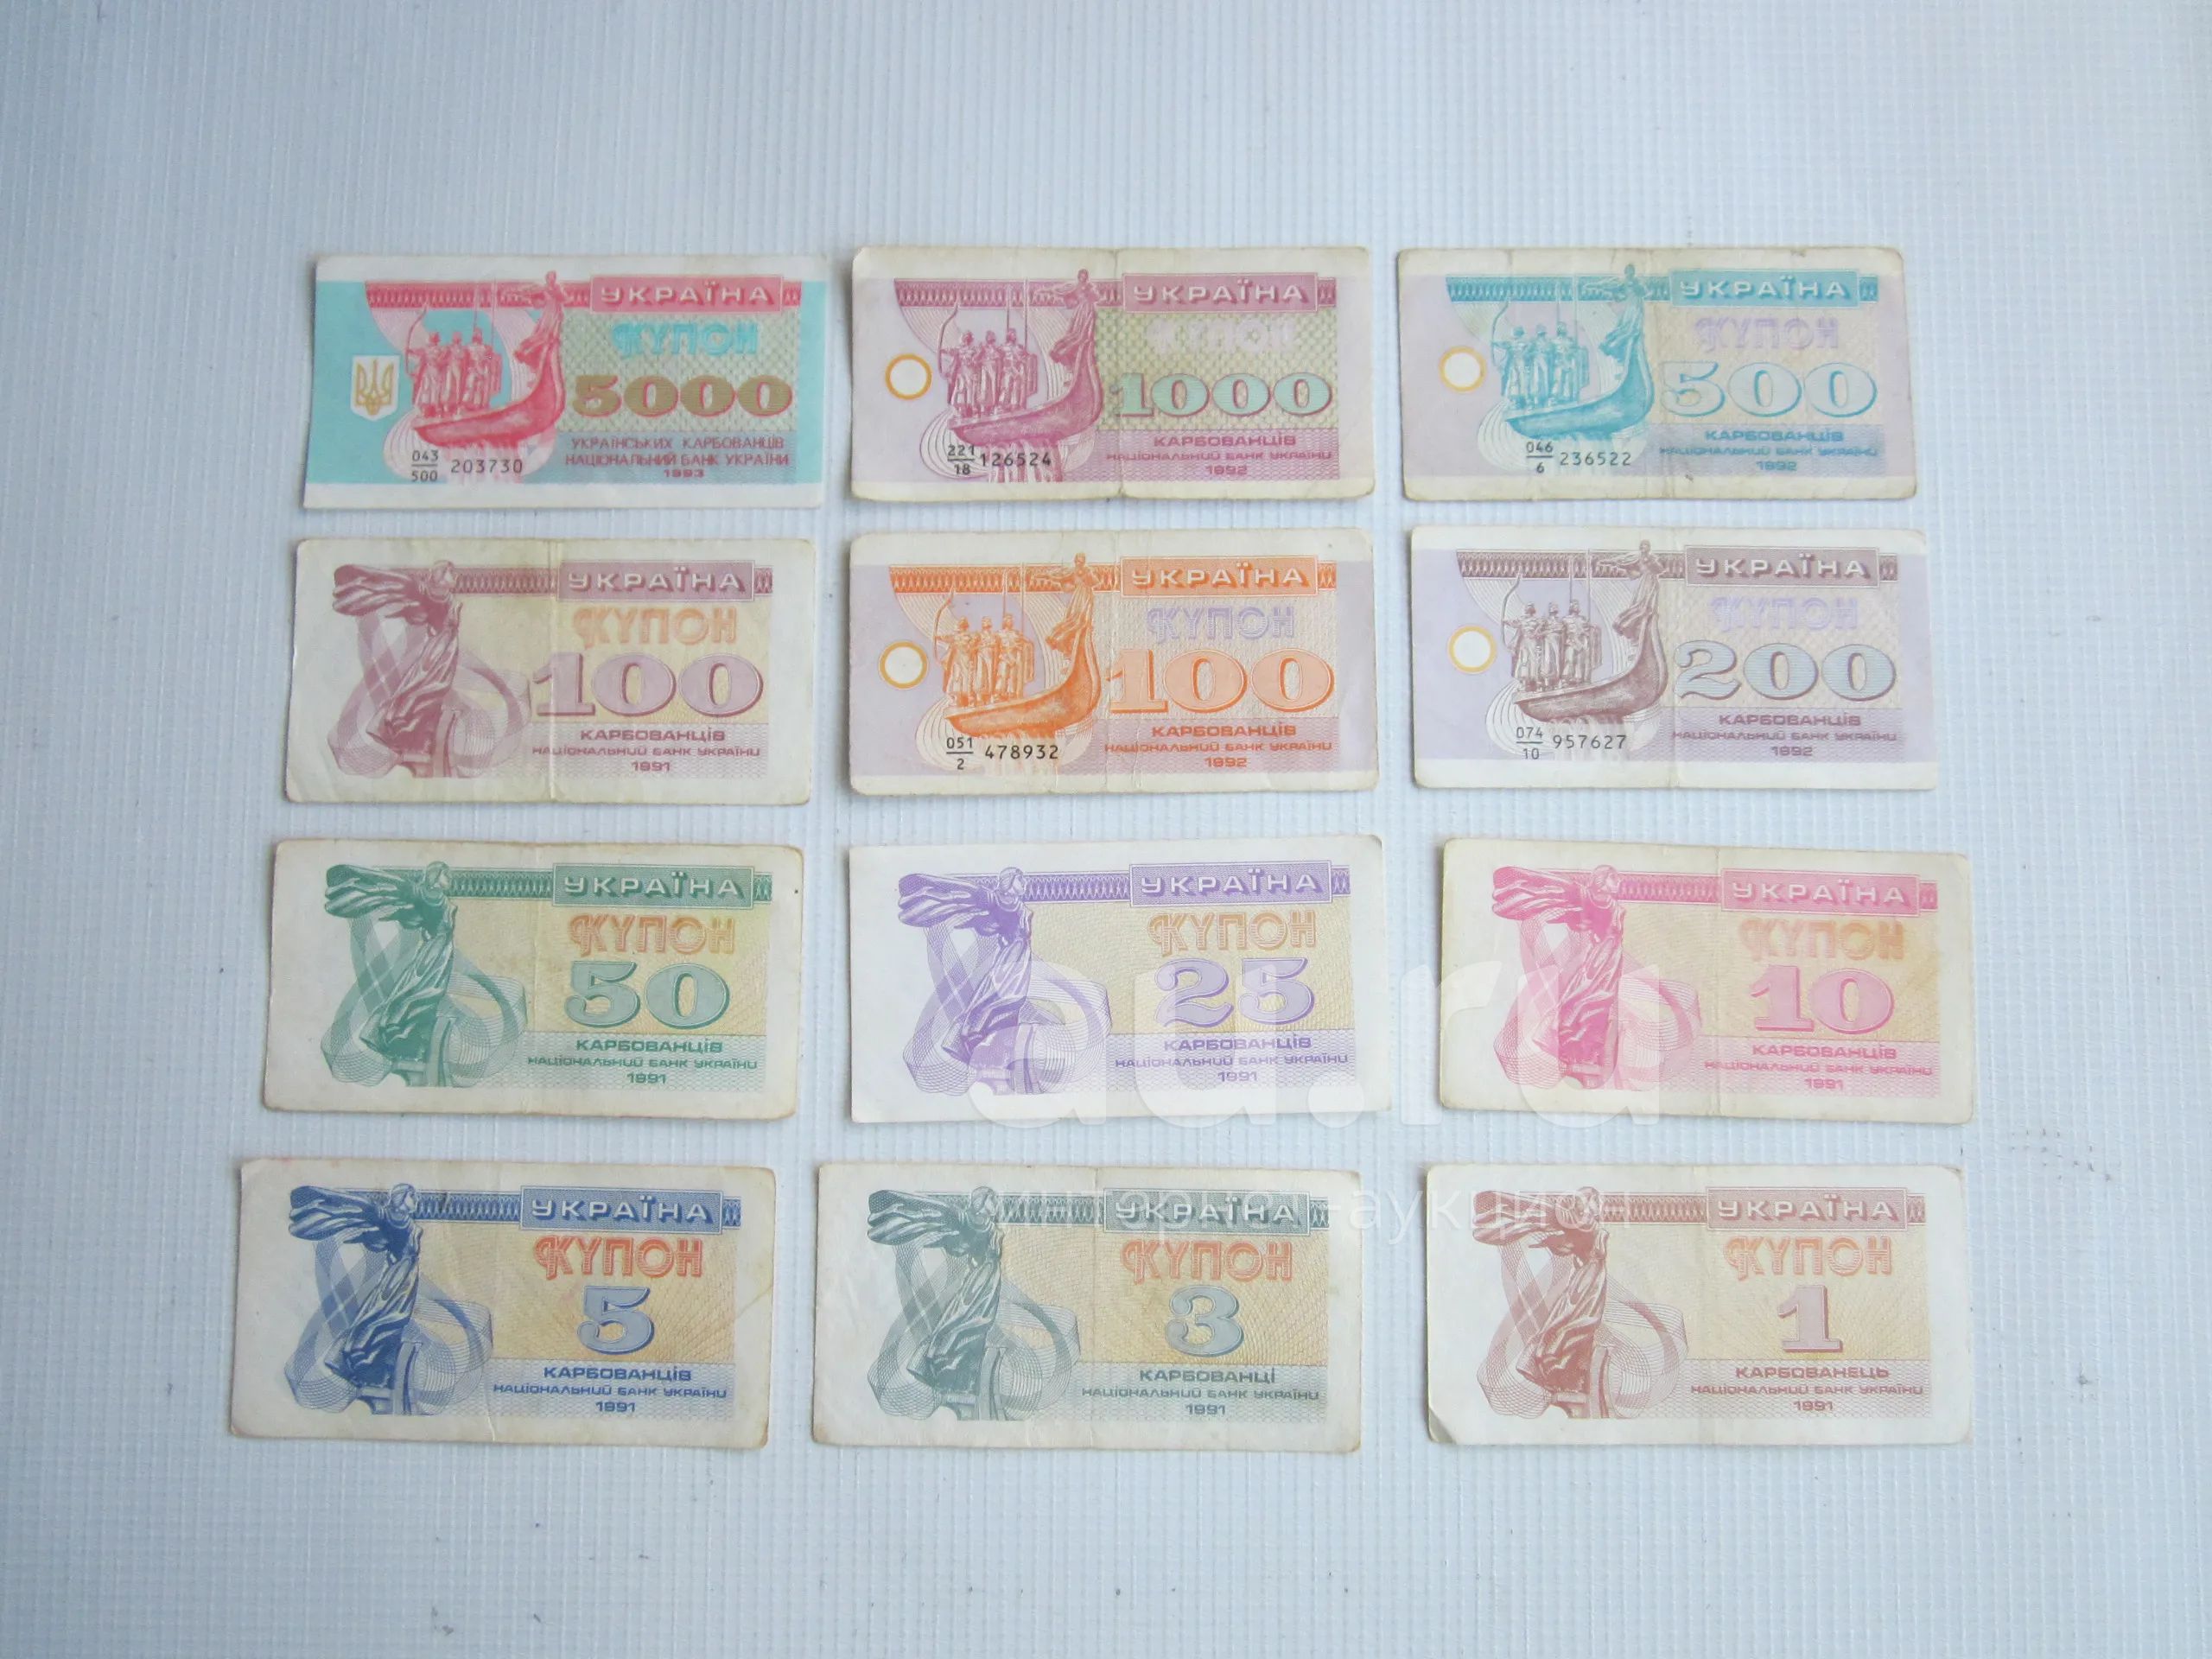 УКРАЇНА
КУПОН
5000
УКРАЇНСЬКИХ КАРБОВАНЦІВ
НАЦІОНАЛЬНИЙ БАНК УКРАЇНИ
1993
043/500 203730
УКРАЇНА
КУПОН
1000
КАРБОВАНЦІВ
НАЦІОНАЛЬНИЙ БАНК УКРАЇНИ
1992
221/18 126524
УКРАЇНА
КУПОН
500
КАРБОВАНЦІВ
НАЦІОНАЛЬНИЙ БАНК УКРАЇНИ
1992
046/6 236522
УКРАЇНА
КУПОН
100
КАРБОВАНЦІВ
НАЦІОНАЛЬНИЙ БАНК УКРАЇНИ
1991
УКРАЇНА
КУПОН
100
КАРБОВАНЦІВ
НАЦІОНАЛЬНИЙ БАНК УКРАЇНИ
1992
051/2 478932
УКРАЇНА
КУПОН
200
КАРБОВАНЦІВ
НАЦІОНАЛЬНИЙ БАНК УКРАЇНИ
1992
074/10 957627
УКРАЇНА
КУПОН
50
КАРБОВАНЦІВ
НАЦІОНАЛЬНИЙ БАНК УКРАЇНИ
1991
УКРАЇНА
КУПОН
25
КАРБОВАНЦІВ
НАЦІОНАЛЬНИЙ БАНК УКРАЇНИ
1991
УКРАЇНА
КУПОН
10
КАРБОВАНЦІВ
НАЦІОНАЛЬНИЙ БАНК УКРАЇНИ
1991
au.ru
интернет-аукцион
УКРАЇНА
КУПОН
5
КАРБОВАНЦІВ
НАЦІОНАЛЬНИЙ БАНК УКРАЇНИ
1991
УКРАЇНА
КУПОН
3
КАРБОВАНЦІ
НАЦІОНАЛЬНИЙ БАНК УКРАЇНИ
1991
УКРАЇНА
КУПОН
1
КАРБОВАНЕЦЬ
НАЦІОНАЛЬНИЙ БАНК УКРАЇНИ
1991